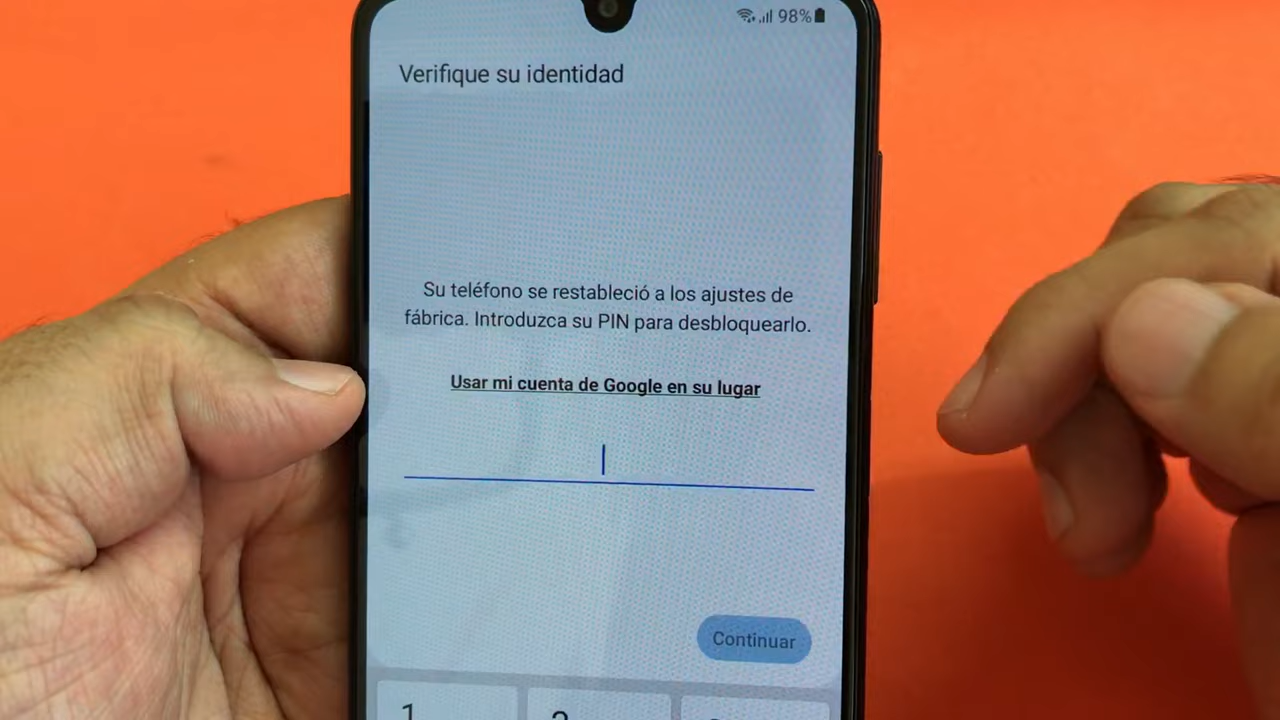 98%
Verifique su identidad
Su teléfono se restableció a los ajustes de
fábrica. Introduzca su PIN para desbloquearlo.
Usar mi cuenta de Google en su lugar
Continuar
1